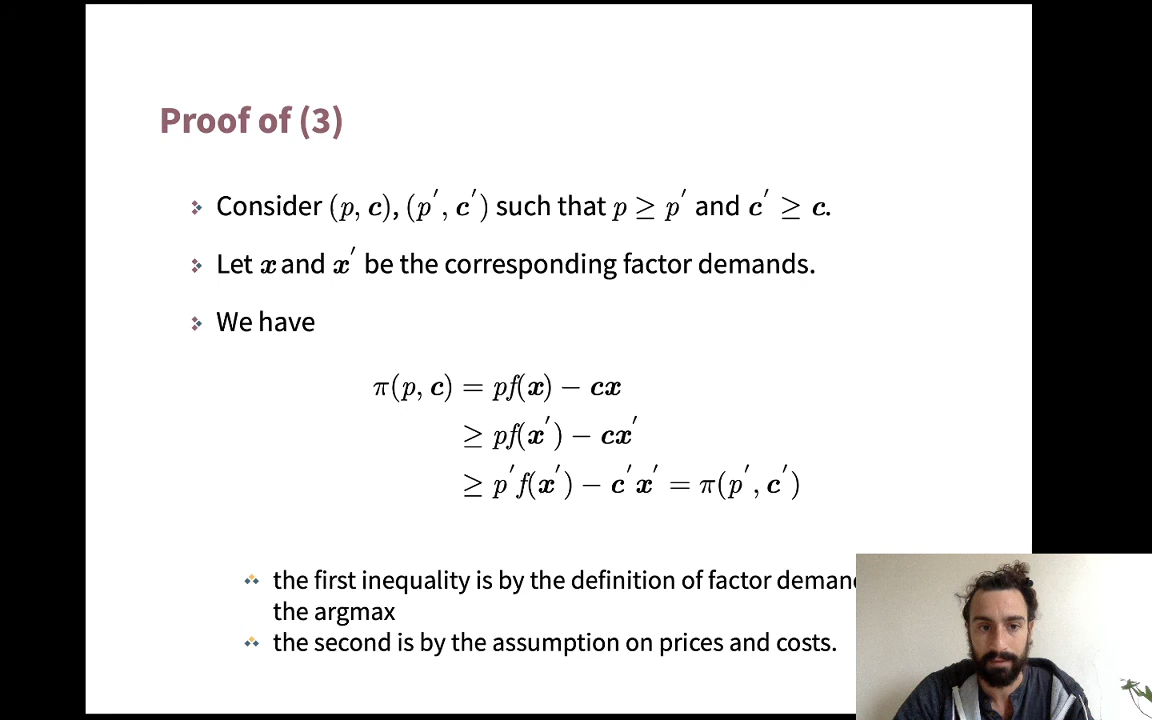 Proof of (3)
Consider (p, c), (p′, c′) such that p ≥ p′ and c′ ≥ c.
Let x and x′ be the corresponding factor demands.
We have
π(p, c) = pf(x) − cx
≥ pf(x′) − cx′
≥ p′f(x′) − c′x′ = π(p′, c′)
the first inequality is by the definition of factor
the argmax
the second is by the assumption on prices and costs.